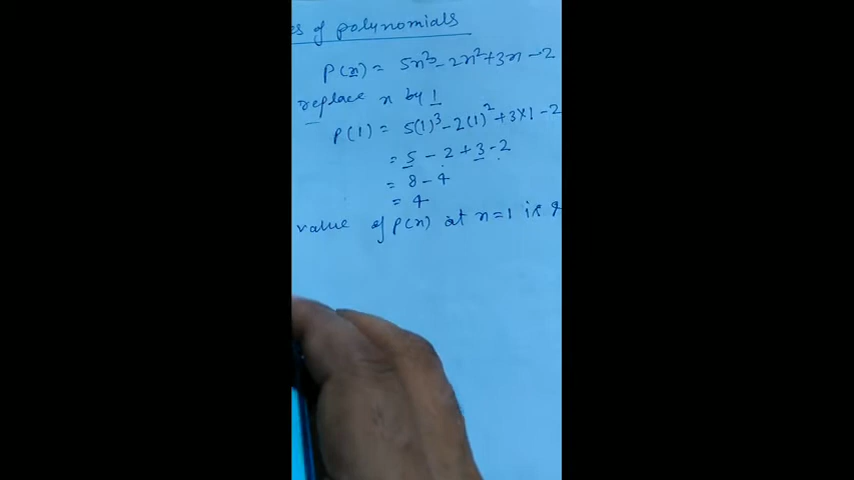 es of polynomials
P(x) = 5x³ - 2x² + 3x - 2
replace x by 1
P(1) = 5(1)³ - 2(1)² + 3×1 - 2
= 5 - 2 + 3 - 2
= 8 - 4
= 4
value of P(x) at x = 1 is 4